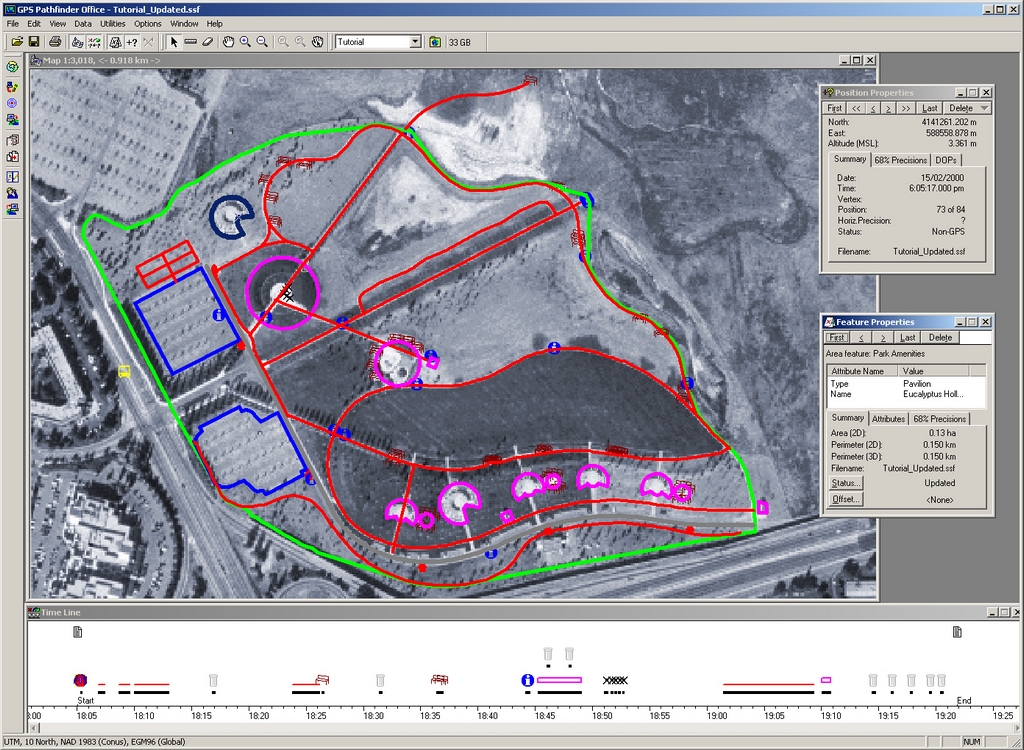 GPS Pathfinder Office - Tutorial_Updated.ssf
File Edit View Data Utilities Options Window Help
Tutorial 33 GB
Map 1:3,018, <- 0.918 km ->
Position Properties
First << < > >> Last Delete
North: 4141261.202 m
East: 588558.878 m
Altitude (MSL): 3.361 m
Summary 68% Precisions DOPs
Date: 15/02/2000
Time: 6:05:17.000 pm
Vertex:
Position: 73 of 84
Horiz.Precision: ?
Status: Non-GPS
Filename: Tutorial_Updated.ssf
Feature Properties
First < > Last Delete
Area feature: Park Amenities
Attribute Name Value
Type Pavilion
Name Eucalyptus Holl...
Summary Attributes 68% Precisions
Area (2D): 0.13 ha
Perimeter (2D): 0.150 km
Perimeter (3D): 0.150 km
Filename: Tutorial_Updated.ssf
Status... Updated
Offset... <None>
Time Line
Start End
:00 18:05 18:10 18:15 18:20 18:25 18:30 18:35 18:40 18:45 18:50 18:55 19:00 19:05 19:10 19:15 19:20 19:25
UTM, 10 North, NAD 1983 (Conus), EGM96 (Global) NUM